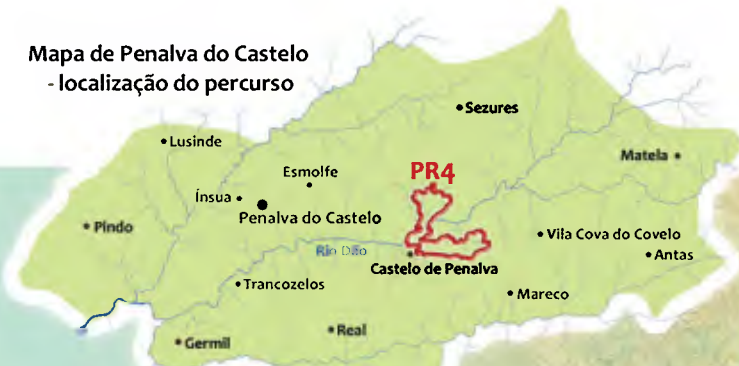 Mapa de Penalva do Castelo
- localização do percurso
Sezures
Lusinde
Matela
Esmolfe
PR4
Ínsua
Penalva do Castelo
Pindo
Vila Cova do Covelo
Rio Dão
Antas
Castelo de Penalva
Trancozelos
Mareco
Real
Germil